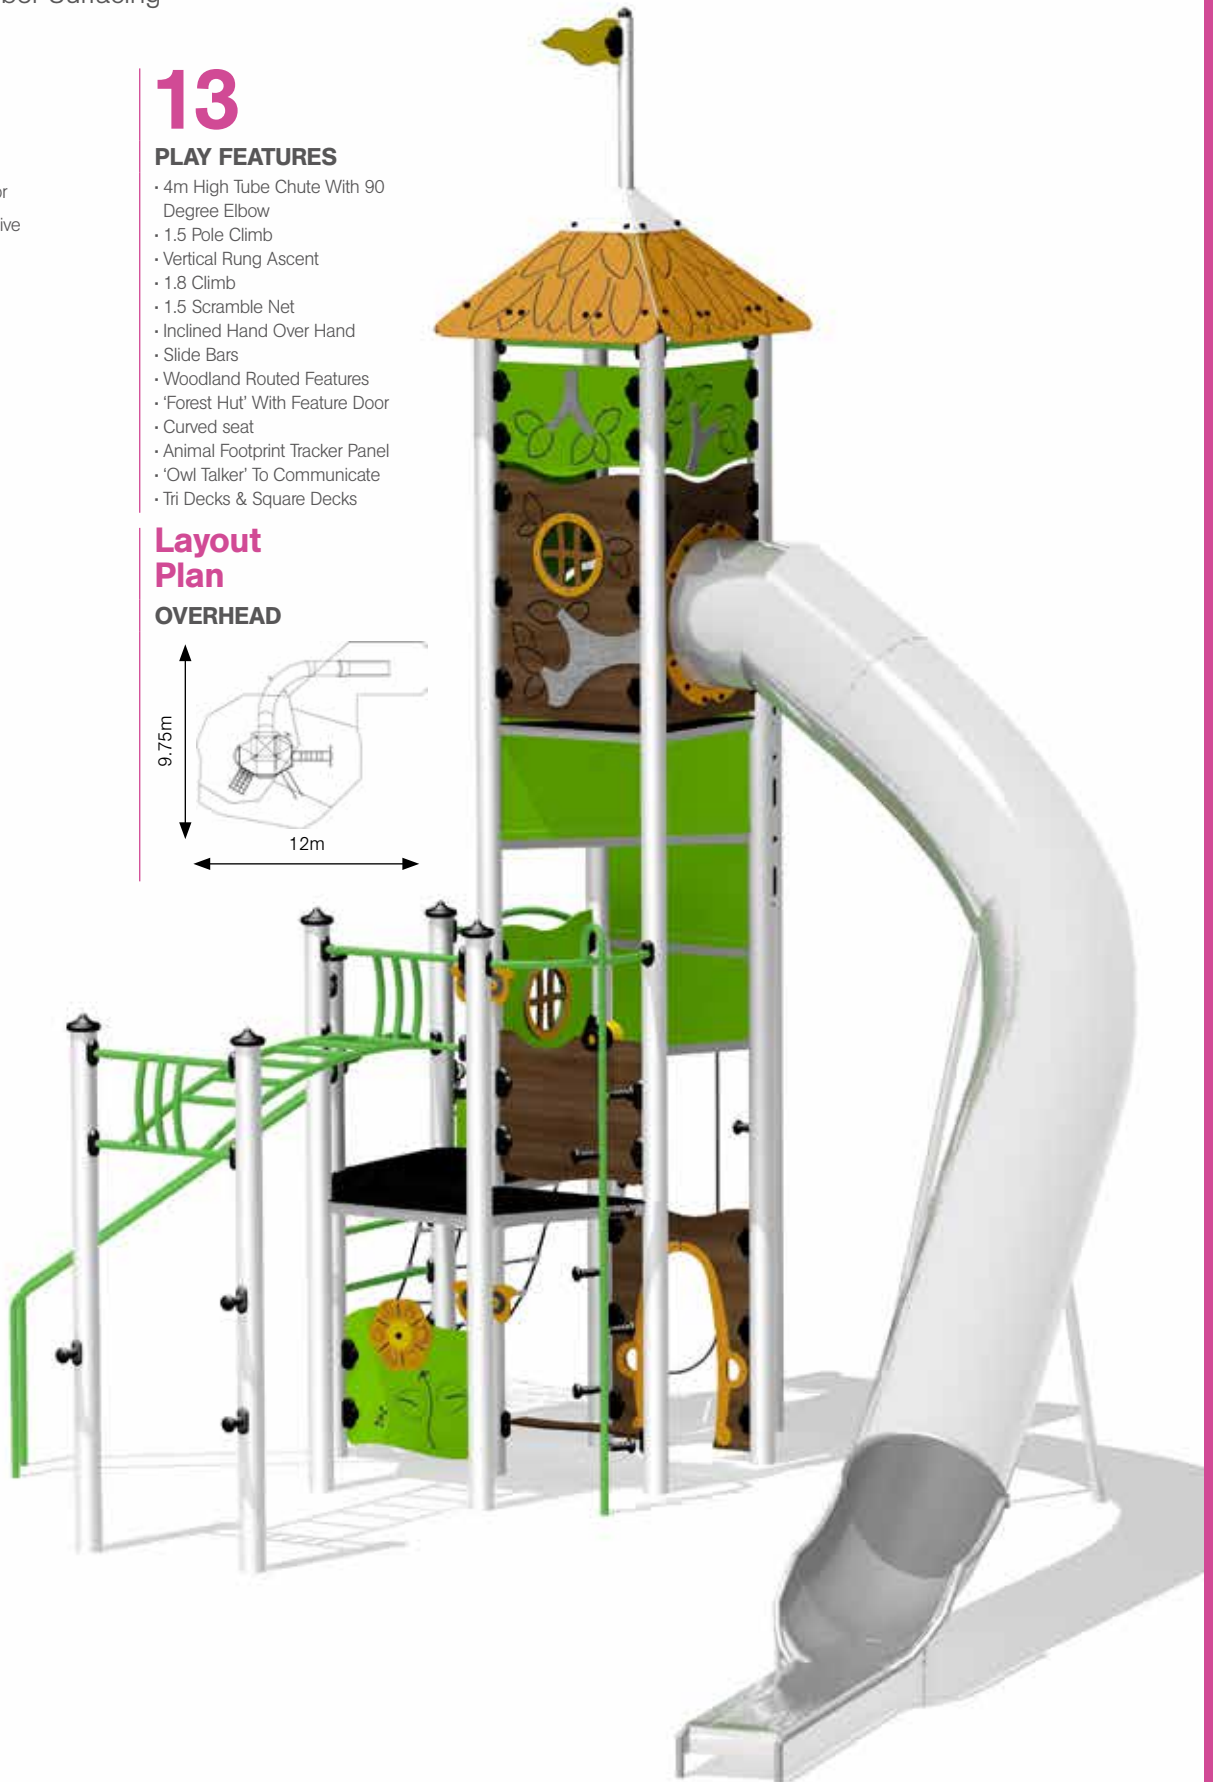 Surfacing
13
PLAY FEATURES
· 4m High Tube Chute With 90
Degree Elbow
· 1.5 Pole Climb
· Vertical Rung Ascent
· 1.8 Climb
· 1.5 Scramble Net
· Inclined Hand Over Hand
· Slide Bars
· Woodland Routed Features
· ‘Forest Hut’ With Feature Door
· Curved seat
· Animal Footprint Tracker Panel
· ‘Owl Talker’ To Communicate
· Tri Decks & Square Decks
Layout
Plan
OVERHEAD
9.75m
12m